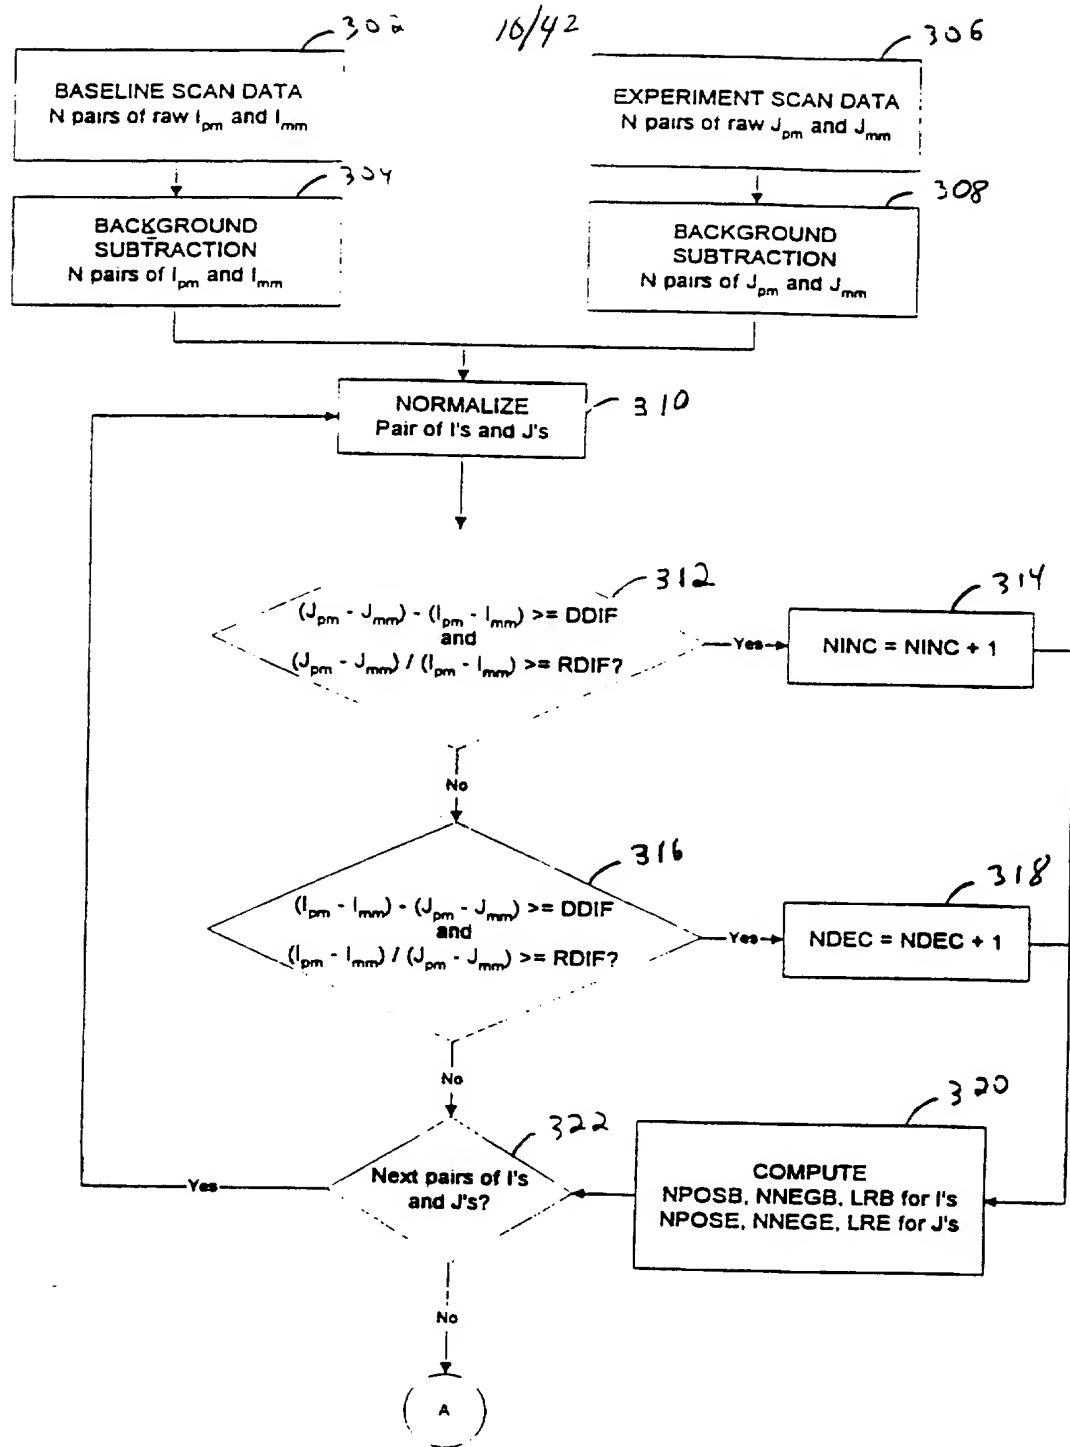 302
10/42
306
BASELINE SCAN DATA
N pairs of raw Ipm and Imm
EXPERIMENT SCAN DATA
N pairs of raw Jpm and Jmm
304
308
BACKGROUND
SUBTRACTION
N pairs of Ipm and Imm
BACKGROUND
SUBTRACTION
N pairs of Jpm and Jmm
310
NORMALIZE
Pair of I's and J's
312
314
(Jpm - Jmm) - (Ipm - Imm) >= DDIF
and
(Jpm - Jmm) / (Ipm - Imm) >= RDIF?
Yes
NINC = NINC + 1
No
316
318
(Ipm - Imm) - (Jpm - Jmm) >= DDIF
and
(Ipm - Imm) / (Jpm - Jmm) >= RDIF?
Yes
NDEC = NDEC + 1
No
320
322
Next pairs of I's
and J's?
Yes
COMPUTE
NPOSB, NNEGB, LRB for I's
NPOSE, NNEGE, LRE for J's
No
A